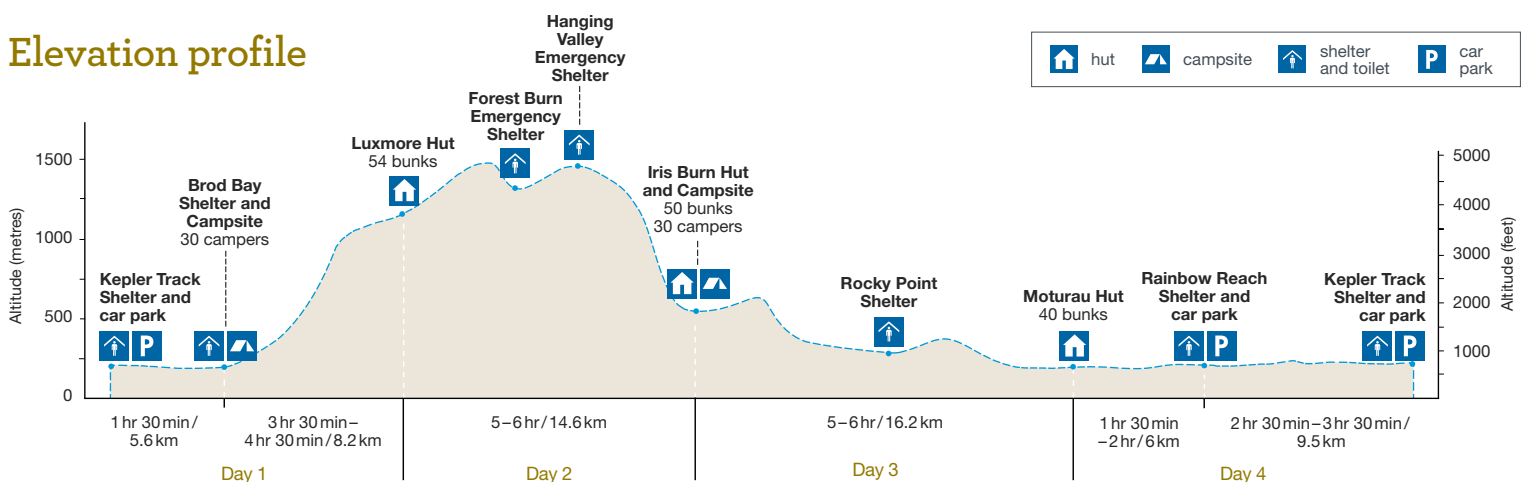 Elevation profile
hut
campsite
shelter
and toilet
P
car
park
Altitude (metres)
1500
1000
500
0
Kepler Track
Shelter and
car park
P
Brod Bay
Shelter and
Campsite
30 campers
Luxmore Hut
54 bunks
Forest Burn
Emergency
Shelter
Hanging
Valley
Emergency
Shelter
Iris Burn Hut
and Campsite
50 bunks
30 campers
Rocky Point
Shelter
Moturau Hut
40 bunks
Rainbow Reach
Shelter and
car park
P
Kepler Track
Shelter and
car park
P
5000
4000
3000
2000
1000
Altitude (feet)
1 hr 30 min/
5.6 km
3 hr 30 min–
4 hr 30 min/8.2 km
5–6 hr/14.6 km
5–6 hr/16.2 km
1 hr 30 min
–2 hr/6 km
2 hr 30 min–3 hr 30 min/
9.5 km
Day 1
Day 2
Day 3
Day 4